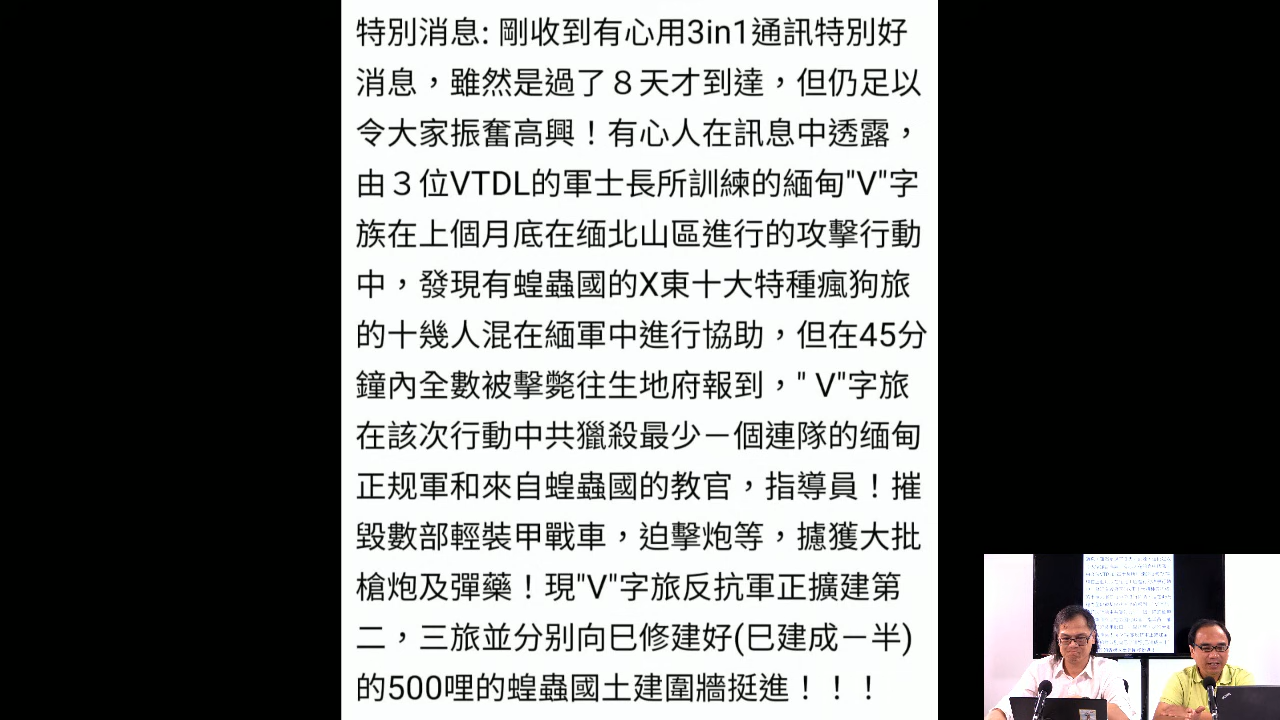 特別消息: 剛收到有心用3in1通訊特別好
消息，雖然是過了８天才到達，但仍足以
令大家振奮高興！有心人在訊息中透露，
由３位VTDL的軍士長所訓練的緬甸"V"字
族在上個月底在缅北山區進行的攻擊行動
中，發現有蝗蟲國的X東十大特種瘋狗旅
的十幾人混在緬軍中進行協助，但在45分
鐘內全數被擊斃往生地府報到，" V"字旅
在該次行動中共獵殺最少－個連隊的缅甸
正规軍和來自蝗蟲國的教官，指導員！摧
毀數部輕裝甲戰車，迫擊炮等，擄獲大批
槍炮及彈藥！現"V"字旅反抗軍正擴建第
二，三旅並分别向巳修建好(巳建成－半)
的500哩的蝗蟲國土建圍牆挺進！！！